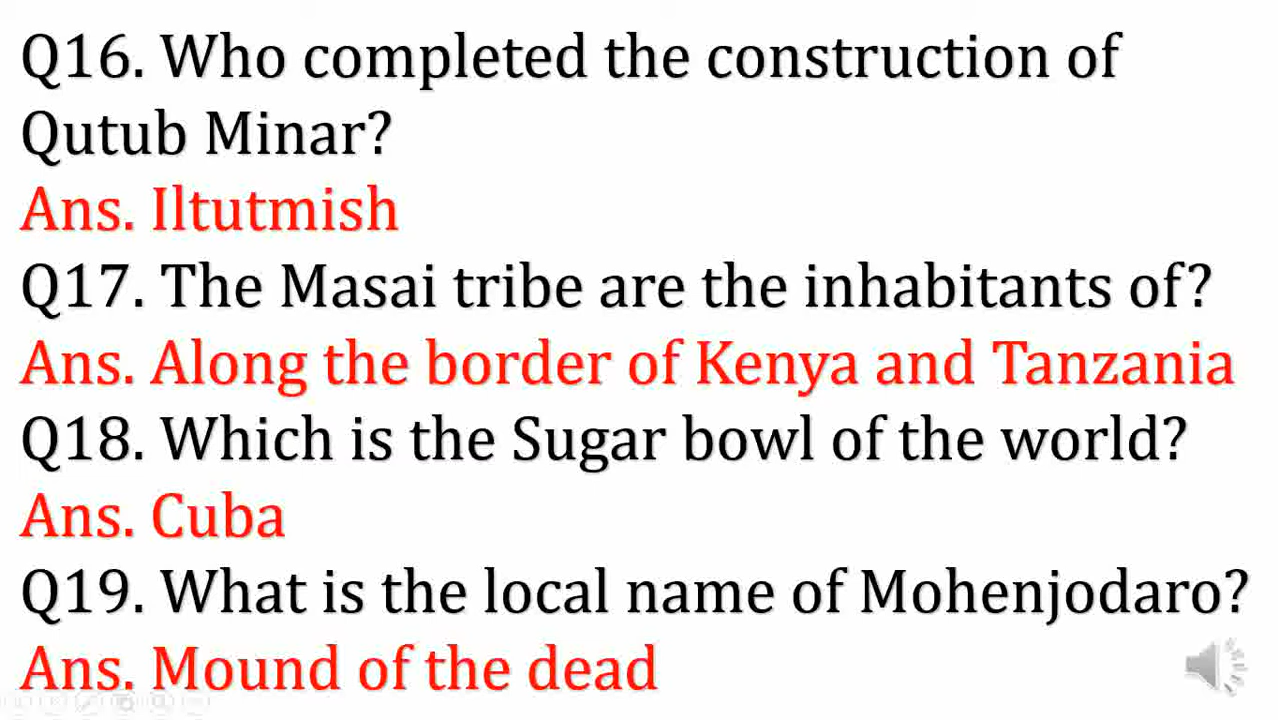 Q16. Who completed the construction of
Qutub Minar?
Ans. Iltutmish
Q17. The Masai tribe are the inhabitants of?
Ans. Along the border of Kenya and Tanzania
Q18. Which is the Sugar bowl of the world?
Ans. Cuba
Q19. What is the local name of Mohenjodaro?
Ans. Mound of the dead